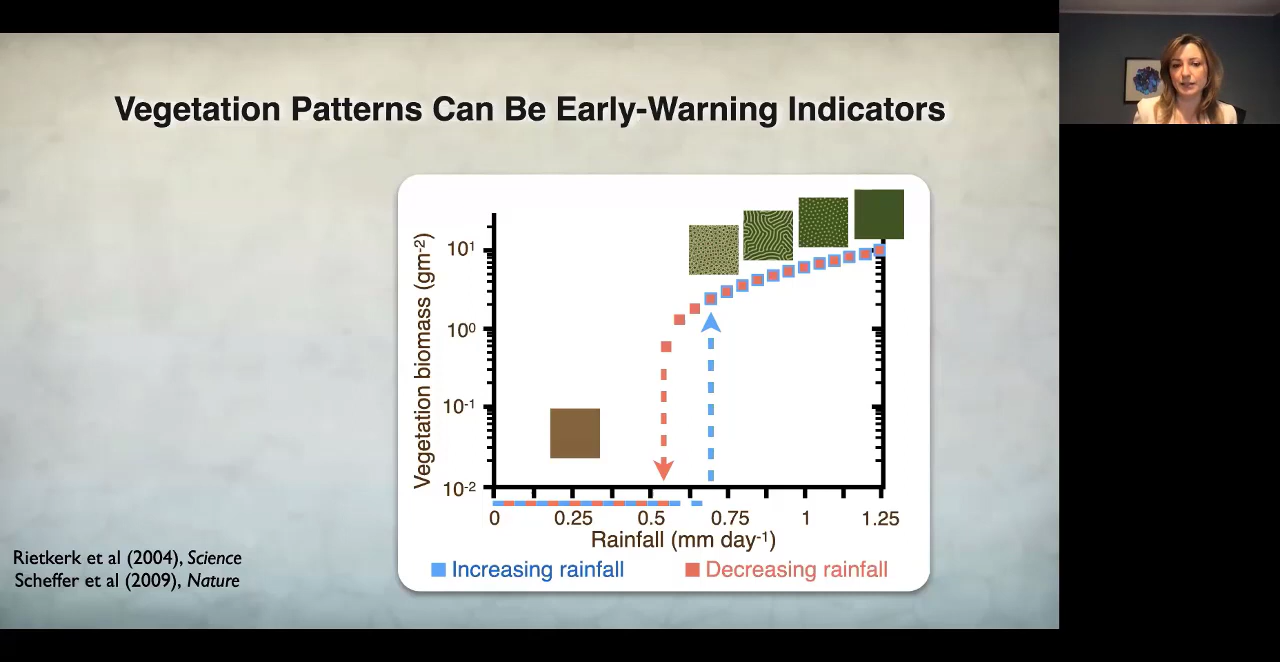 Vegetation Patterns Can Be Early-Warning Indicators
Vegetation biomass (gm-2)
10¹
10⁰
10-1
10-2
0 0.25 0.5 0.75 1 1.25
Rainfall (mm day-1)
Increasing rainfall Decreasing rainfall
Rietkerk et al (2004), Science
Scheffer et al (2009), Nature